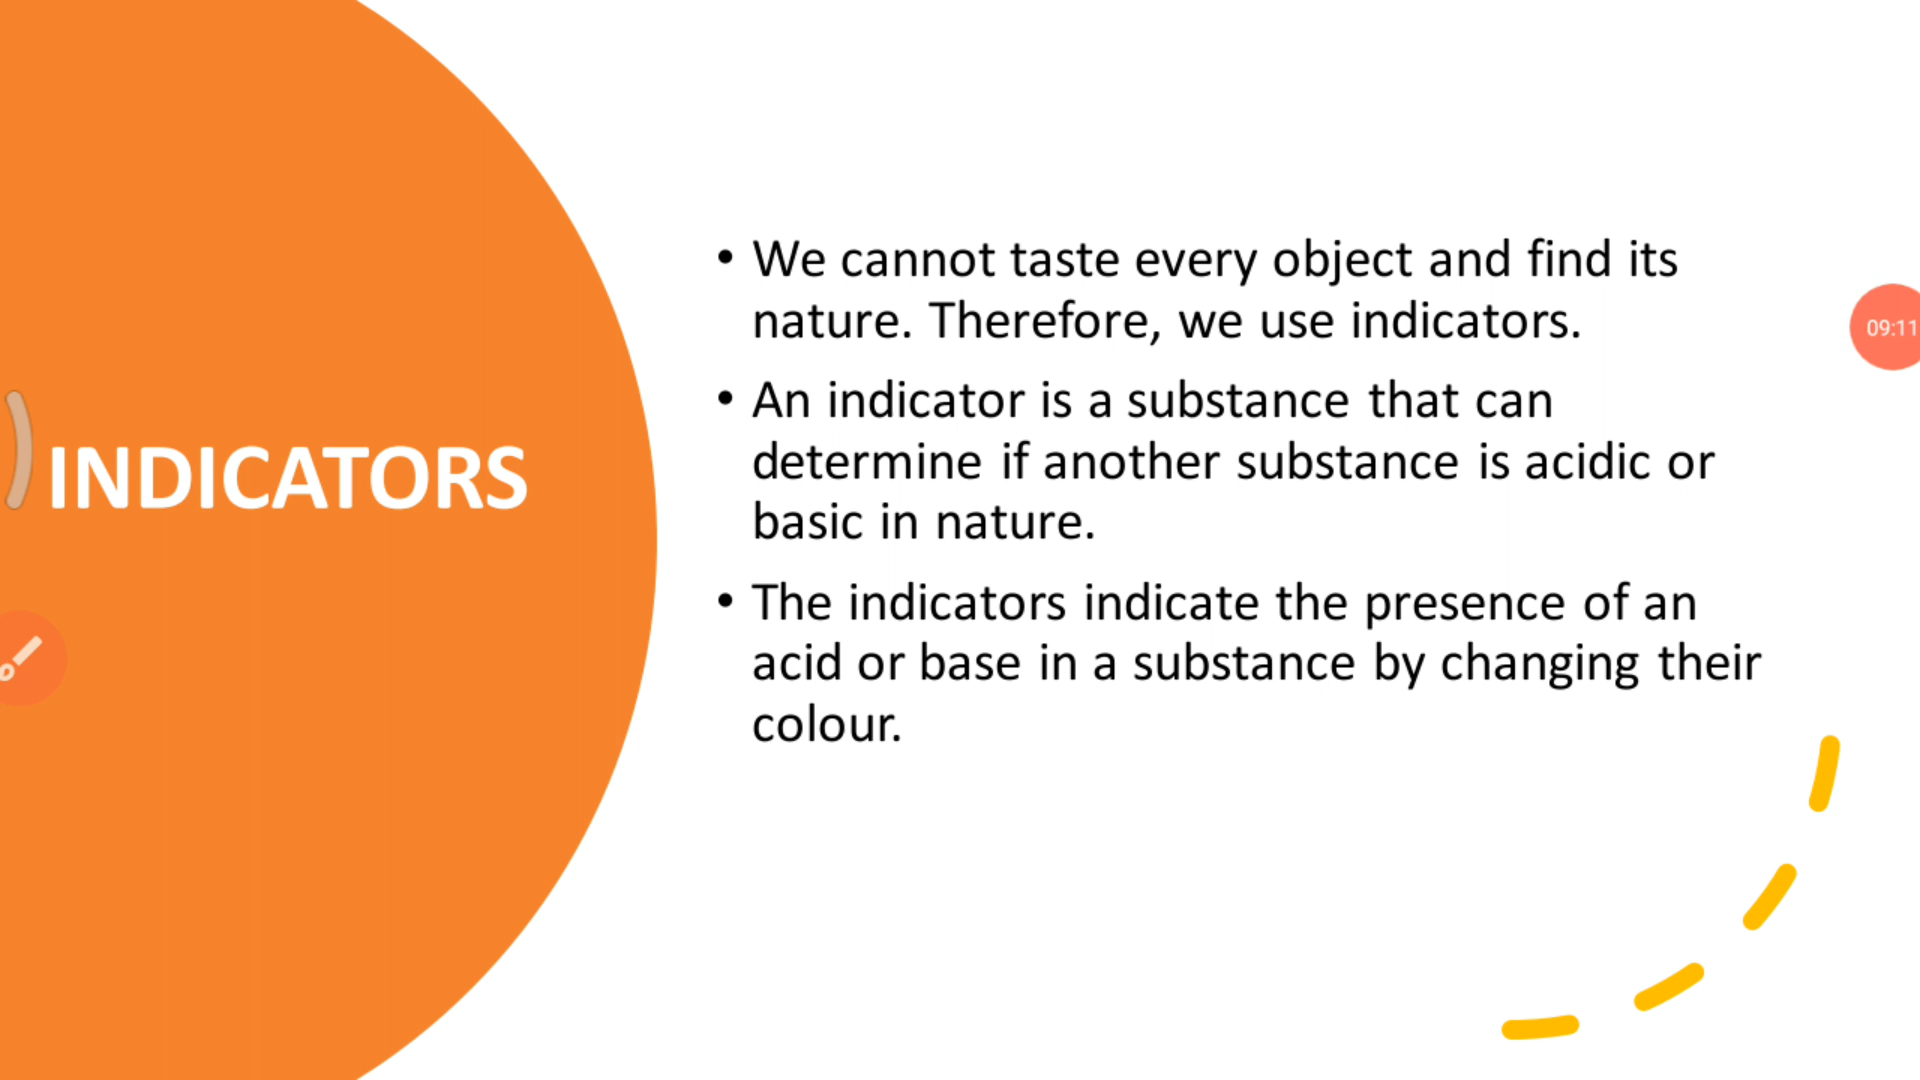 INDICATORS
• We cannot taste every object and find its
nature. Therefore, we use indicators.
• An indicator is a substance that can
determine if another substance is acidic or
basic in nature.
• The indicators indicate the presence of an
acid or base in a substance by changing their
colour.
09:11